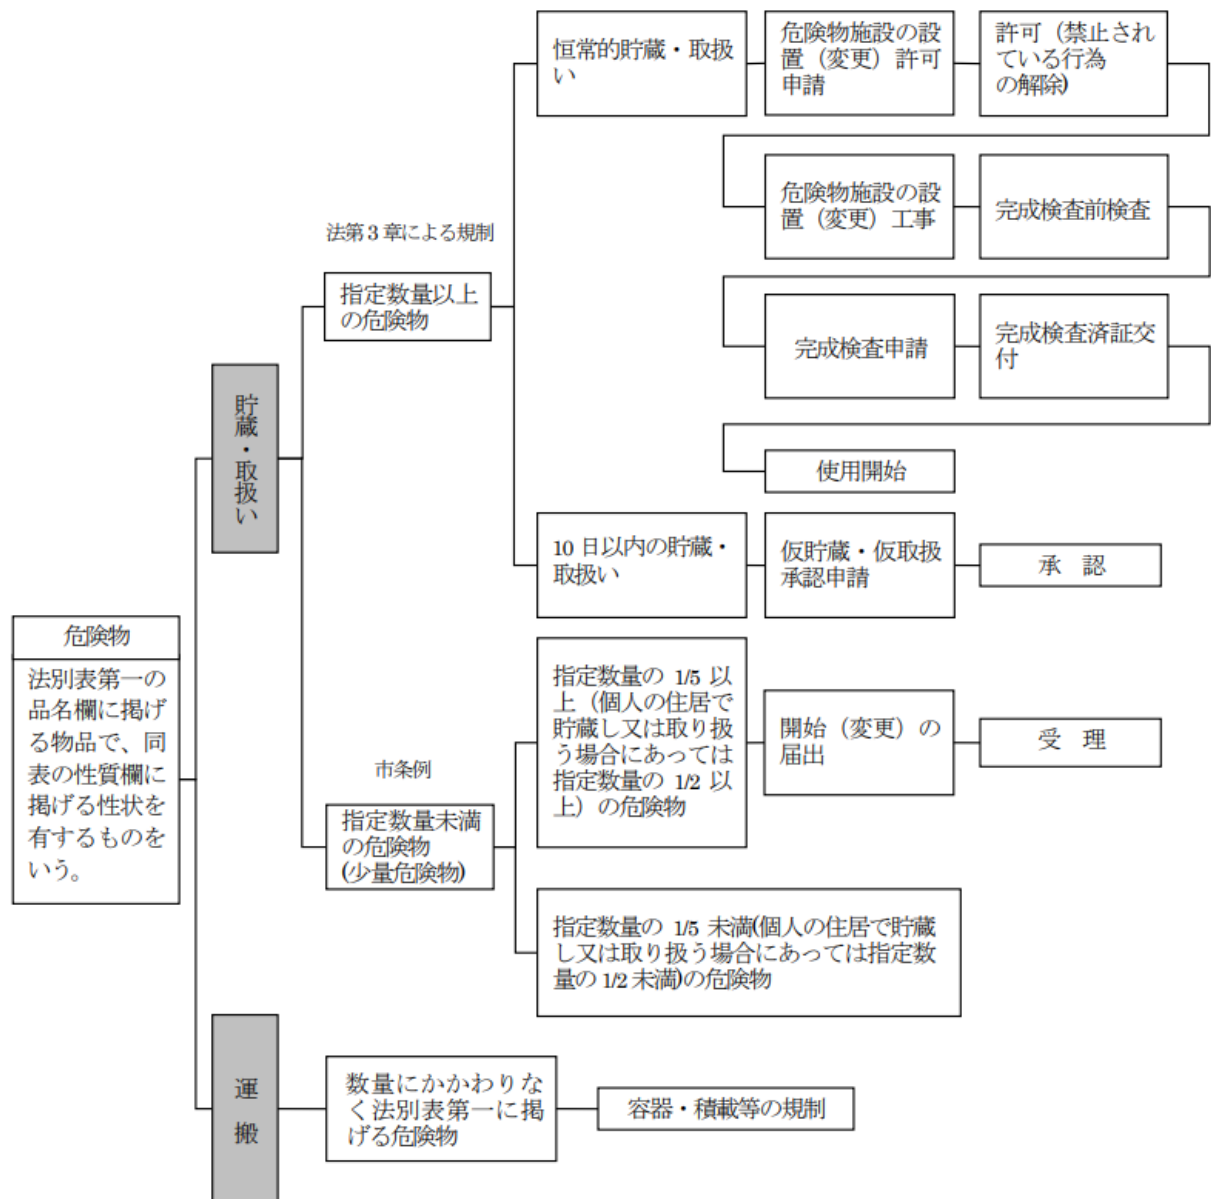 危険物
法別表第一の
品名欄に掲げ
る物品で、同
表の性質欄に
掲げる性状を
有するものを
いう。
貯蔵・取扱い
法第3章による規制
指定数量以上
の危険物
恒常的貯蔵・取扱
い
危険物施設の設
置（変更）許可
申請
許可（禁止され
ている行為
の解除)
危険物施設の設
置（変更）工事
完成検査前検査
完成検査申請
完成検査済証交
付
使用開始
10 日以内の貯蔵・
取扱い
仮貯蔵・仮取扱
承認申請
承　認
市条例
指定数量未満
の危険物
(少量危険物)
指定数量の 1/5 以
上（個人の住居で
貯蔵し又は取り扱
う場合にあっては
指定数量の 1/2 以
上）の危険物
開始（変更）の
届出
受　理
指定数量の 1/5 未満(個人の住居で貯蔵
し又は取り扱う場合にあっては指定数
量の 1/2 未満)の危険物
運　搬
数量にかかわりな
く法別表第一に掲
げる危険物
容器・積載等の規制